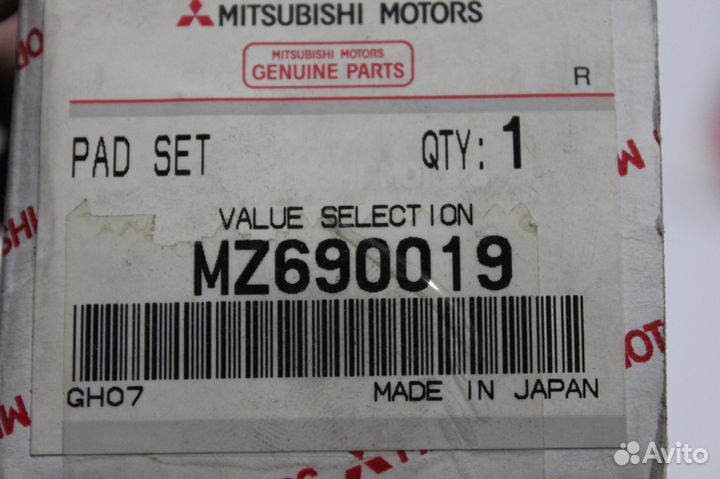 MITSUBISHI MOTORS
MITSUBISHI MOTORS
GENUINE PARTS
R
PAD SET QTY: 1
VALUE SELECTION
MZ690019
GH07 MADE IN JAPAN
Avito